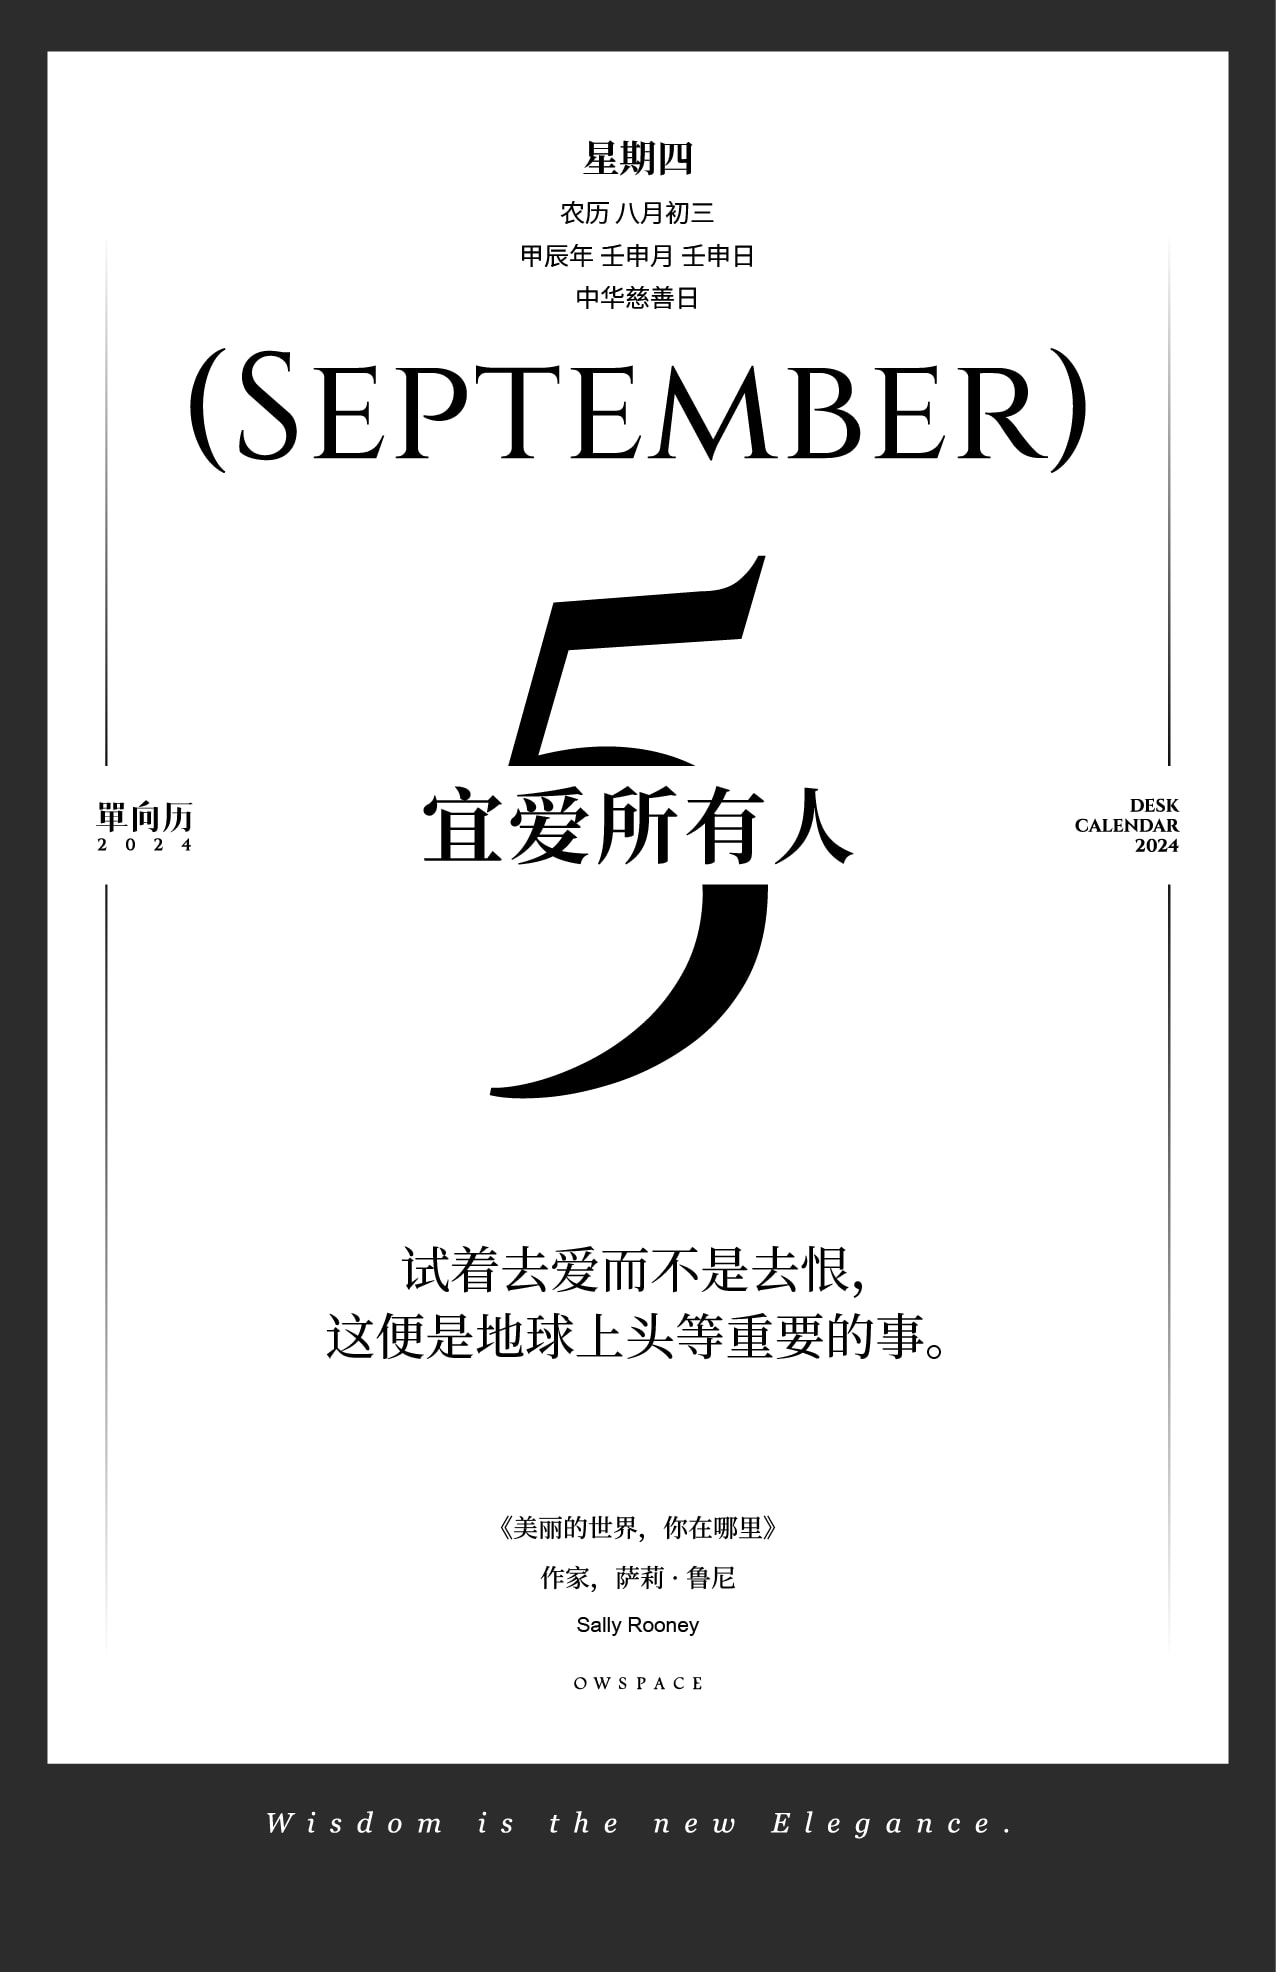 星期四
农历 八月初三
甲辰年 壬申月 壬申日
中华慈善日
(SEPTEMBER)
5
單向历
2024
宜爱所有人
DESK
CALENDAR
2024
试着去爱而不是去恨，
这便是地球上头等重要的事。
《美丽的世界，你在哪里》
作家，萨莉·鲁尼
Sally Rooney
OWSPACE
Wisdom is the new Elegance.